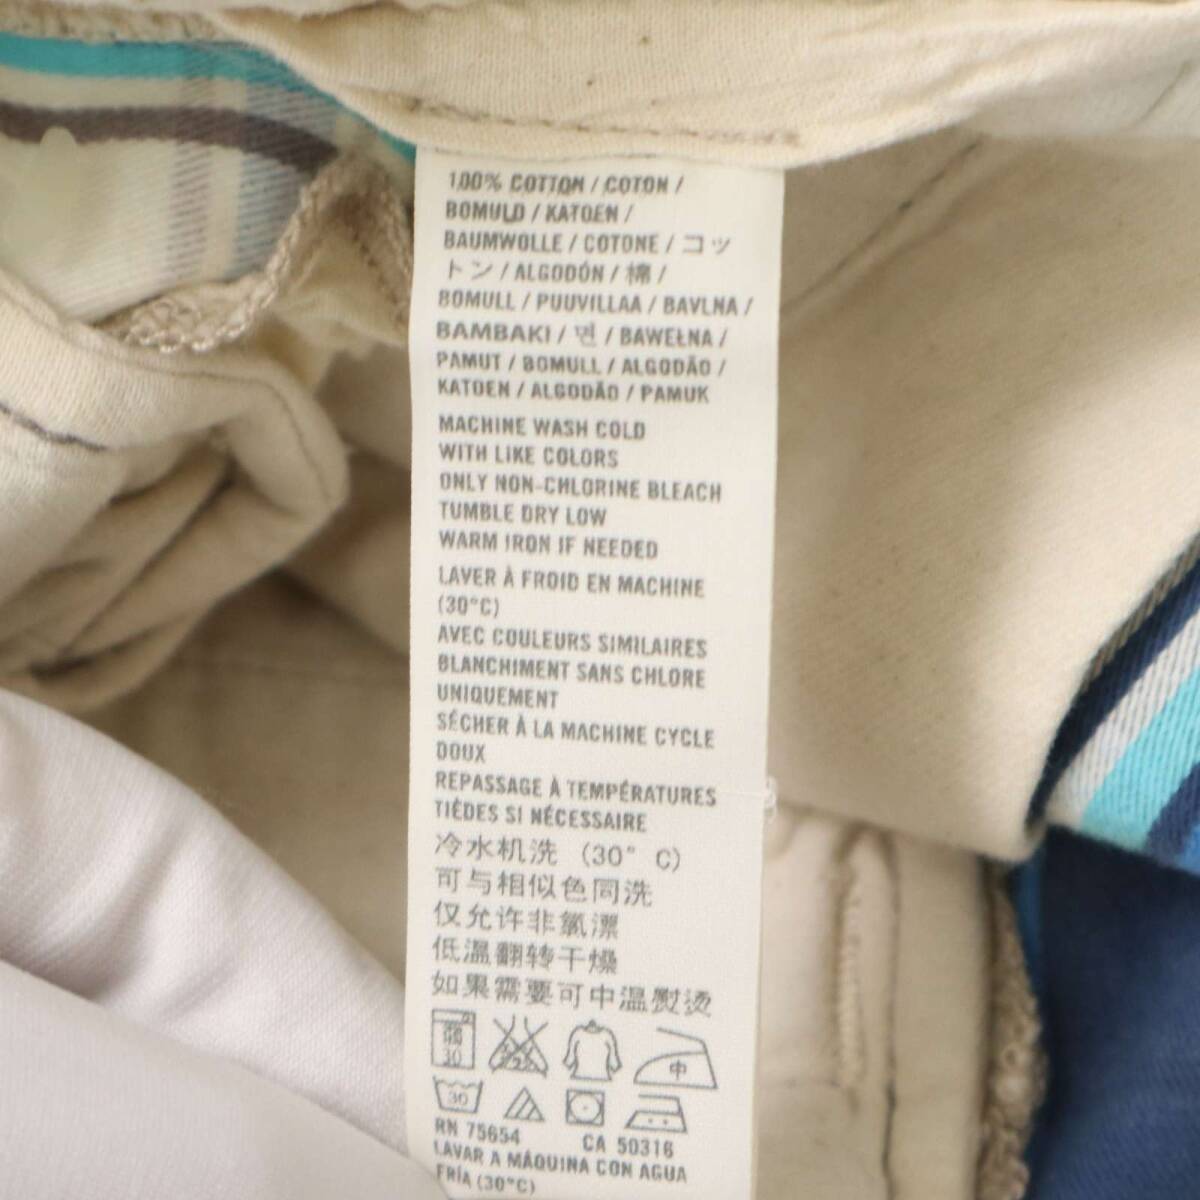 100% COTTON / COTON /
BOMULD / KATOEN /
BAUMWOLLE / COTONE / コッ
トン / ALGODÓN / 棉 /
BOMULL / PUUVILLAA / BAVLNA /
BAMBAKI / 면 / BAWEŁNA /
PAMUT / BOMULL / ALGODÃO /
KATOEN / ALGODÃO / PAMUK
MACHINE WASH COLD
WITH LIKE COLORS
ONLY NON-CHLORINE BLEACH
TUMBLE DRY LOW
WARM IRON IF NEEDED
LAVER À FROID EN MACHINE
(30°C)
AVEC COULEURS SIMILAIRES
BLANCHIMENT SANS CHLORE
UNIQUEMENT
SÉCHER À LA MACHINE CYCLE
DOUX
REPASSAGE À TEMPÉRATURES
TIÈDES SI NÉCESSAIRE
冷水机洗 (30° C)
可与相似色同洗
仅允许非氯漂
低温翻转干燥
如果需要可中温熨烫
30 中
30
RN 75654 CA 50316
LAVAR A MÁQUINA CON AGUA
FRÍA (30°C)